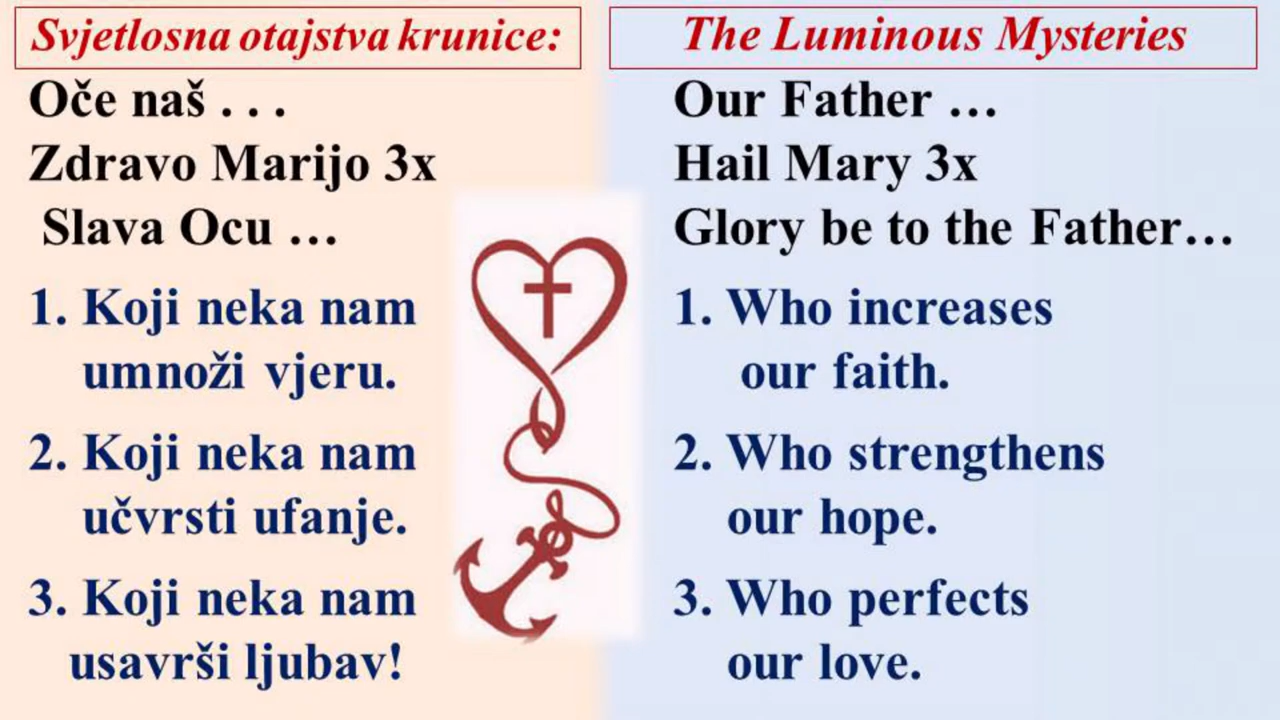 Svjetlosna otajstva krunice:
Oče naš . . .
Zdravo Marijo 3x
Slava Ocu …
1. Koji neka nam
umnoži vjeru.
2. Koji neka nam
učvrsti ufanje.
3. Koji neka nam
usavrši ljubav!
The Luminous Mysteries
Our Father …
Hail Mary 3x
Glory be to the Father…
1. Who increases
our faith.
2. Who strengthens
our hope.
3. Who perfects
our love.